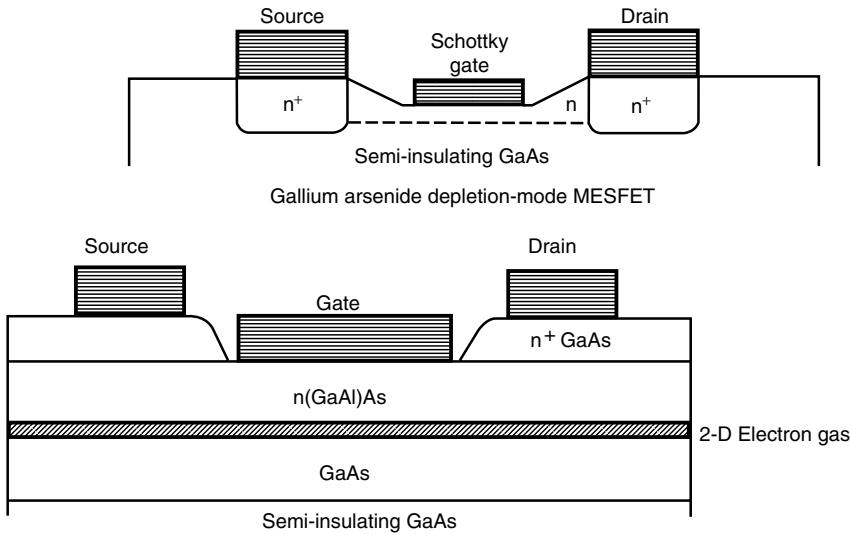 Source
Drain
Schottky
gate
n⁺
n
n⁺
Semi-insulating GaAs
Gallium arsenide depletion-mode MESFET
Source
Drain
Gate
n⁺ GaAs
n(GaAl)As
2-D Electron gas
GaAs
Semi-insulating GaAs